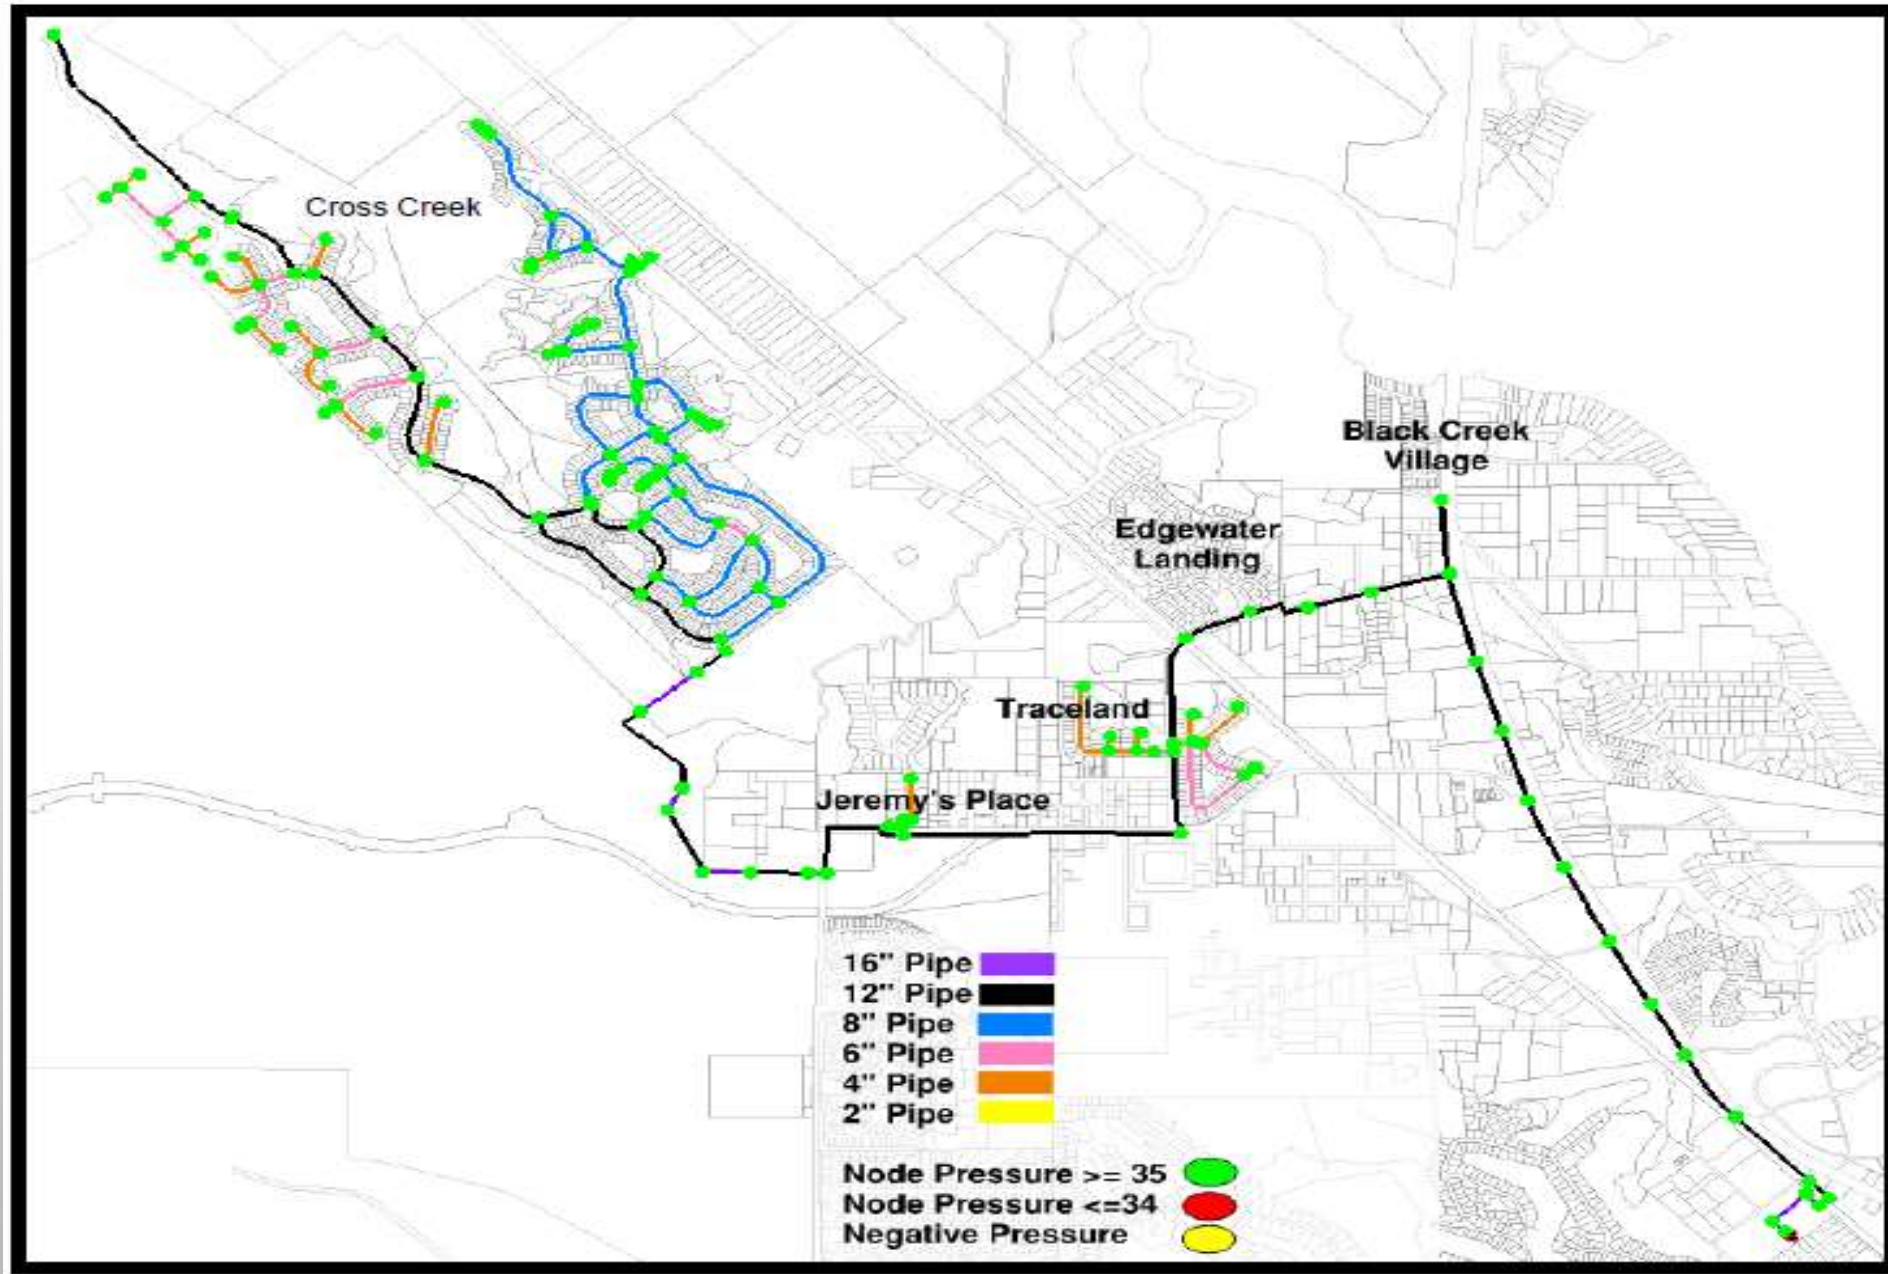 Cross Creek
Black Creek
Village
Edgewater
Landing
Traceland
Jeremy's Place
16" Pipe
12" Pipe
8" Pipe
6" Pipe
4" Pipe
2" Pipe
Node Pressure >= 35
Node Pressure <=34
Negative Pressure